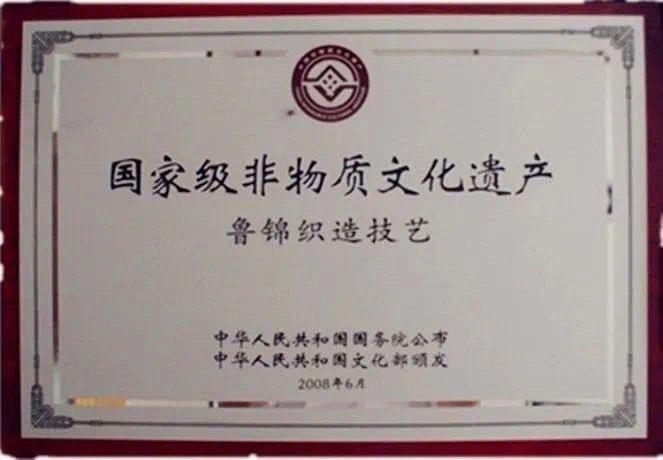 国家级非物质文化遗产
鲁锦织造技艺
中华人民共和国国务院公布
中华人民共和国文化部颁发
2008年6月